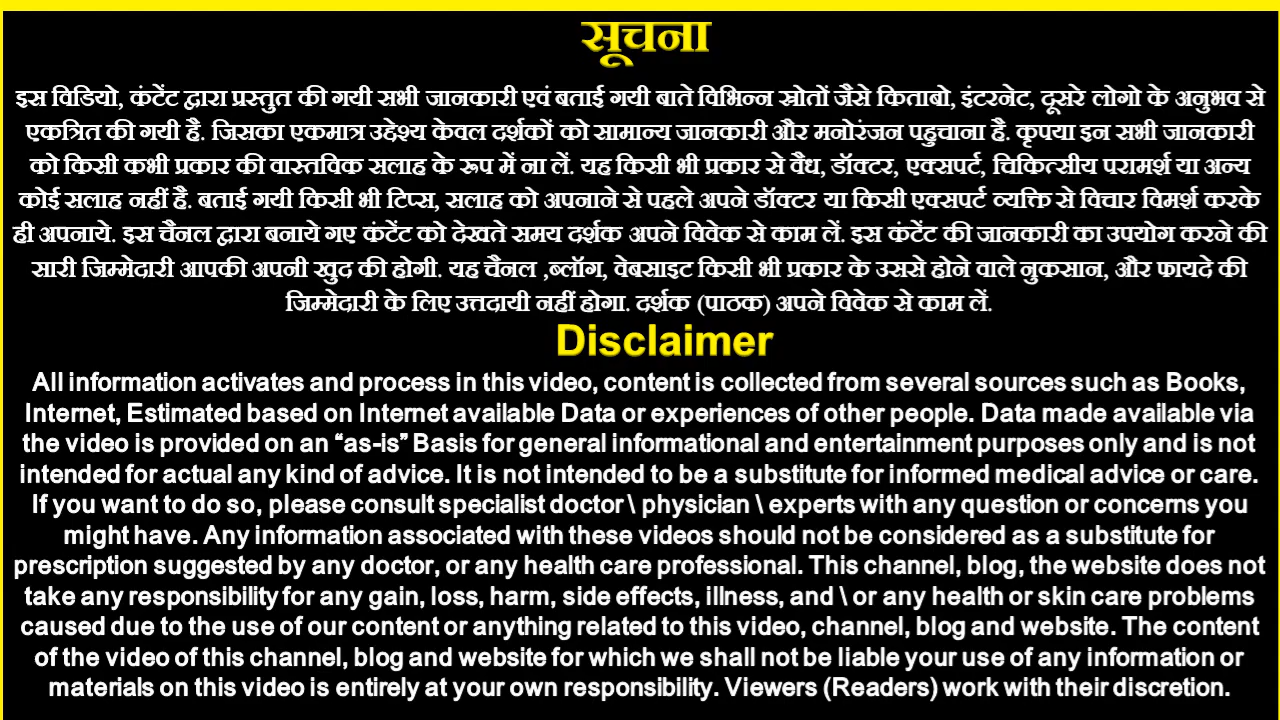 सूचना
इस विडियो, कंटेंट द्वारा प्रस्तुत की गयी सभी जानकारी एवं बताई गयी बाते विभिन्न स्रोतों जैसे किताबो, इंटरनेट, दूसरे लोगो के अनुभव से
एकत्रित की गयी है. जिसका एकमात्र उद्देश्य केवल दर्शकों को सामान्य जानकारी और मनोरंजन पहुचाना है. कृपया इन सभी जानकारी
को किसी कभी प्रकार की वास्तविक सलाह के रूप में ना लें. यह किसी भी प्रकार से वैध, डॉक्टर, एक्सपर्ट, चिकित्सीय परामर्श या अन्य
कोई सलाह नहीं है. बताई गयी किसी भी टिप्स, सलाह को अपनाने से पहले अपने डॉक्टर या किसी एक्सपर्ट व्यक्ति से विचार विमर्श करके
ही अपनाये. इस चैनल द्वारा बनाये गए कंटेंट को देखते समय दर्शक अपने विवेक से काम लें. इस कंटेंट की जानकारी का उपयोग करने की
सारी जिम्मेदारी आपकी अपनी खुद की होगी. यह चैनल ,ब्लॉग, वेबसाइट किसी भी प्रकार के उससे होने वाले नुकसान, और फायदे की
जिम्मेदारी के लिए उत्तदायी नहीं होगा. दर्शक (पाठक) अपने विवेक से काम लें.
Disclaimer
All information activates and process in this video, content is collected from several sources such as Books,
Internet, Estimated based on Internet available Data or experiences of other people. Data made available via
the video is provided on an “as-is” Basis for general informational and entertainment purposes only and is not
intended for actual any kind of advice. It is not intended to be a substitute for informed medical advice or care.
If you want to do so, please consult specialist doctor \ physician \ experts with any question or concerns you
might have. Any information associated with these videos should not be considered as a substitute for
prescription suggested by any doctor, or any health care professional. This channel, blog, the website does not
take any responsibility for any gain, loss, harm, side effects, illness, and \ or any health or skin care problems
caused due to the use of our content or anything related to this video, channel, blog and website. The content
of the video of this channel, blog and website for which we shall not be liable your use of any information or
materials on this video is entirely at your own responsibility. Viewers (Readers) work with their discretion.